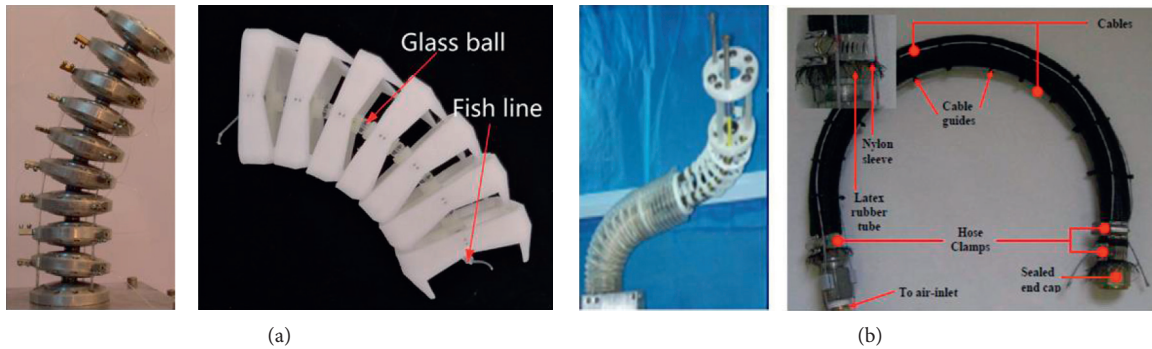 Glass ball
Fish line
Cables
Cable
guides
Nylon
sleeve
Latex
rubber
tube
Hose
Clamps
Sealed
end cap
To air-inlet
(a)
(b)